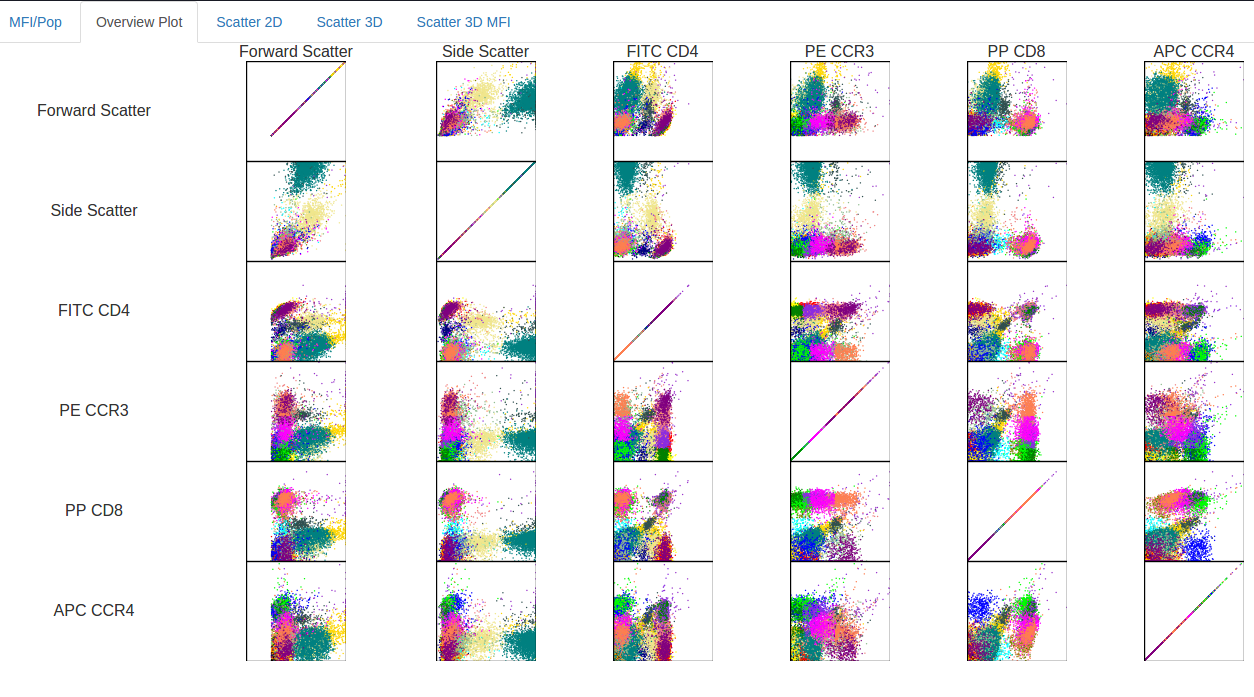 MFI/Pop Overview Plot Scatter 2D Scatter 3D Scatter 3D MFI
Forward Scatter Side Scatter FITC CD4 PE CCR3 PP CD8 APC CCR4
Forward Scatter
Side Scatter
FITC CD4
PE CCR3
PP CD8
APC CCR4